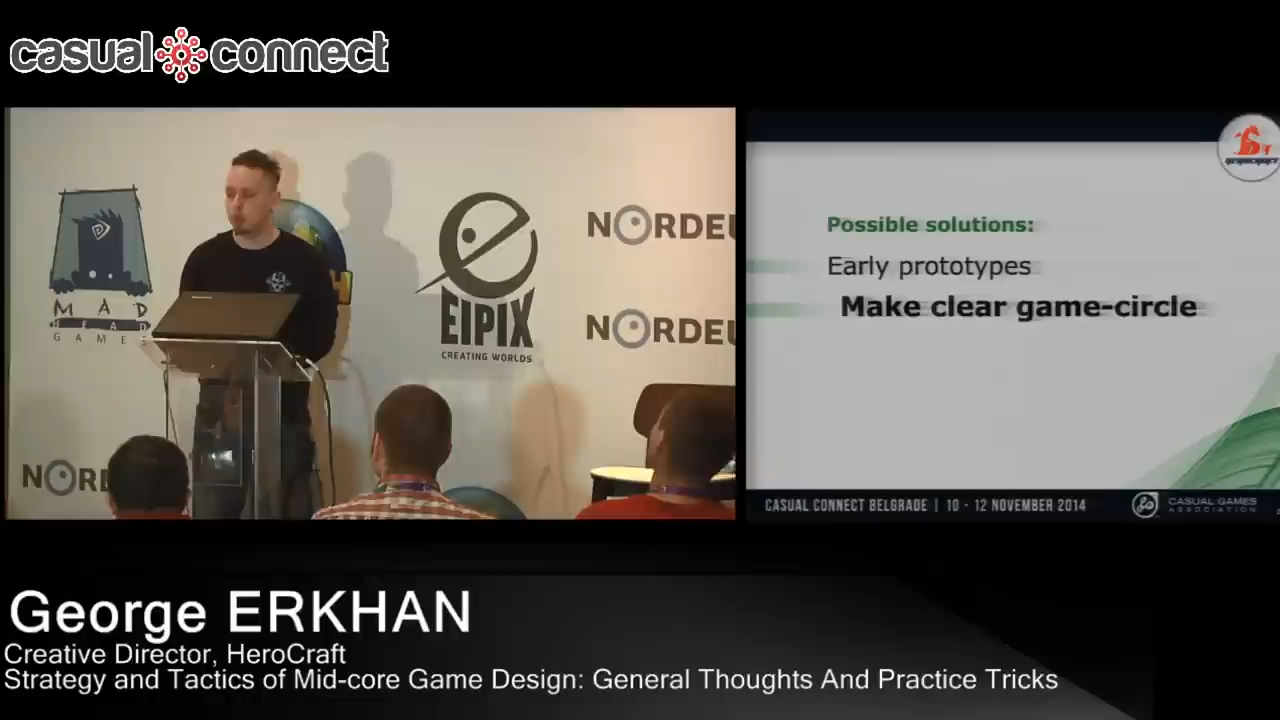 casual connect
MAD
HEAD
GAMES
EIPIX
CREATING WORLDS
NORDEU
NORDEU
NORD
Possible solutions:
Early prototypes
Make clear game-circle
CASUAL CONNECT BELGRADE | 10 - 12 NOVEMBER 2014
CASUAL GAMES
ASSOCIATION
George ERKHAN
Creative Director, HeroCraft
Strategy and Tactics of Mid-core Game Design: General Thoughts And Practice Tricks